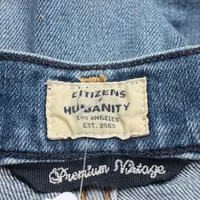 CITIZENS
of
HUMANITY
LOS ANGELES
EST. 2003
Premium Vintage